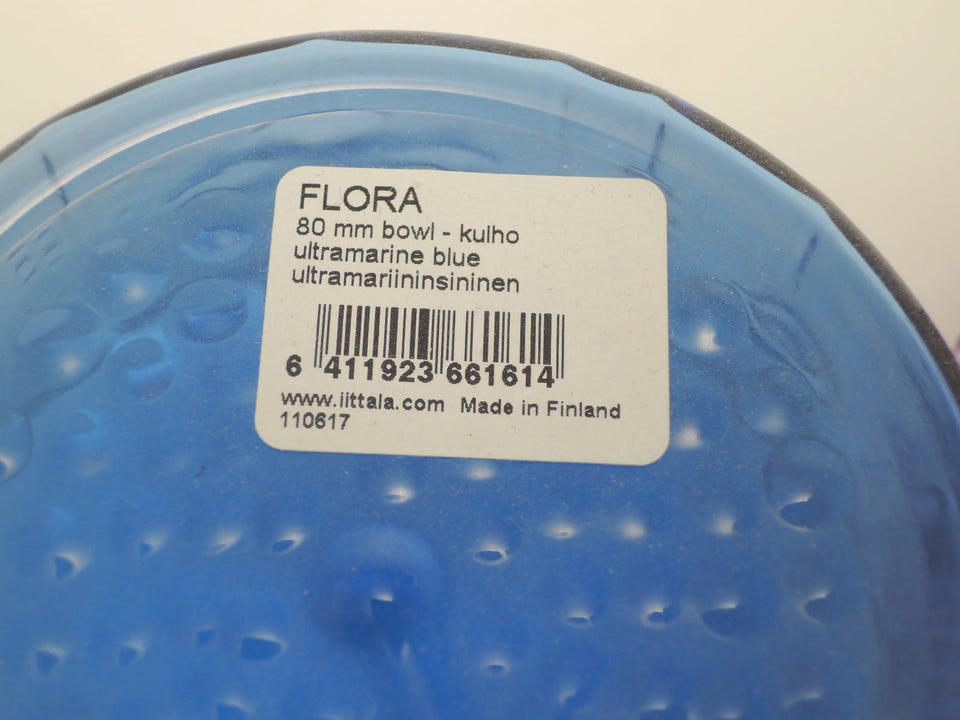 FLORA
80 mm bowl - kulho
ultramarine blue
ultramariininsininen
6 411923 661614
www.iittala.com Made in Finland
110617